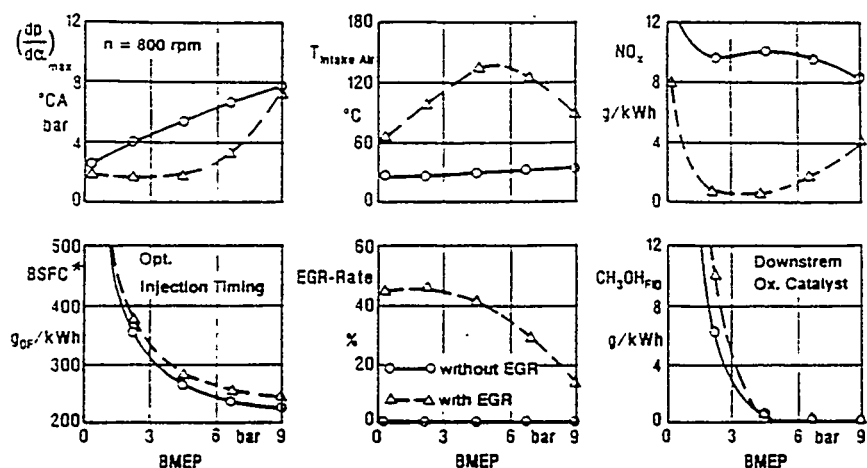 (dp/dα)max
°CA
bar
12
8
4
0
n = 800 rpm
T Intake Air
°C
180
120
60
0
NOx
g/kWh
12
8
4
0
BSFC *
gDF/kWh
500
400
300
200
Opt.
Injection Timing
0 3 6 bar 9
BMEP
EGR-Rate
%
60
40
20
0
without EGR
with EGR
0 3 6 bar 9
BMEP
CH3OHFID
g/kWh
12
8
4
0
Downstrem
Ox. Catalyst
0 3 6 bar 9
BMEP